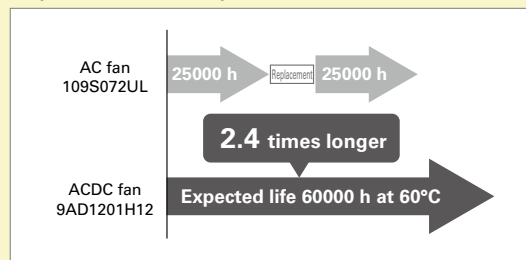 AC fan
109S072UL
25000 h
Replacement
25000 h
2.4 times longer
ACDC fan
9AD1201H12
Expected life 60000 h at 60°C